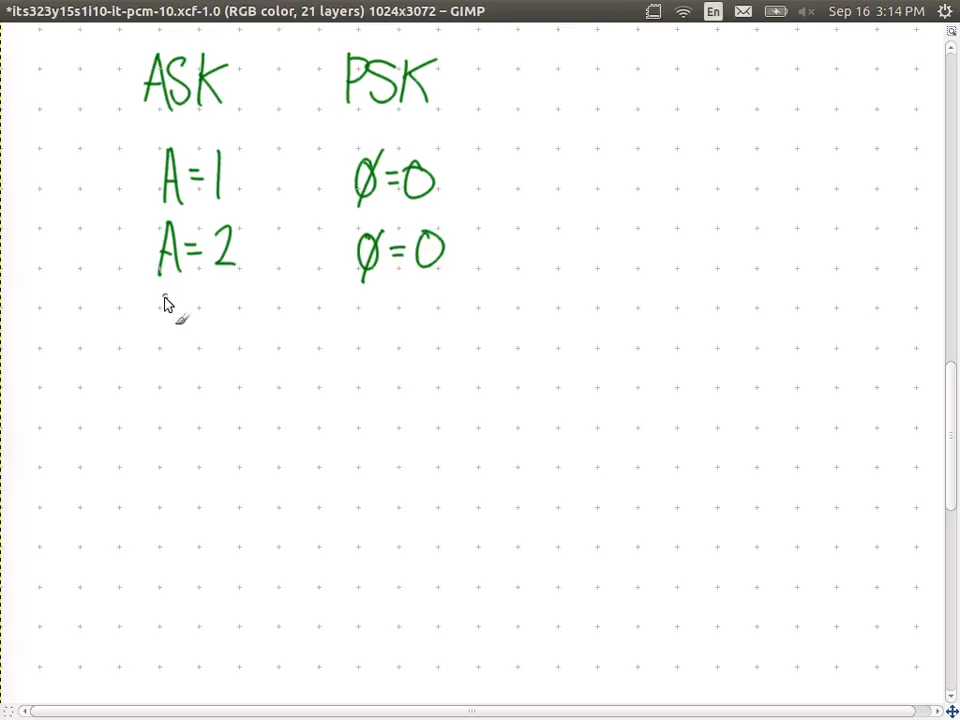 *its323y15s1i10-it-pcm-10.xcf-1.0 (RGB color, 21 layers) 1024x3072 – GIMP En Sep 16 3:14 PM
ASK PSK
A=1 ø=0
A=2 ø=0